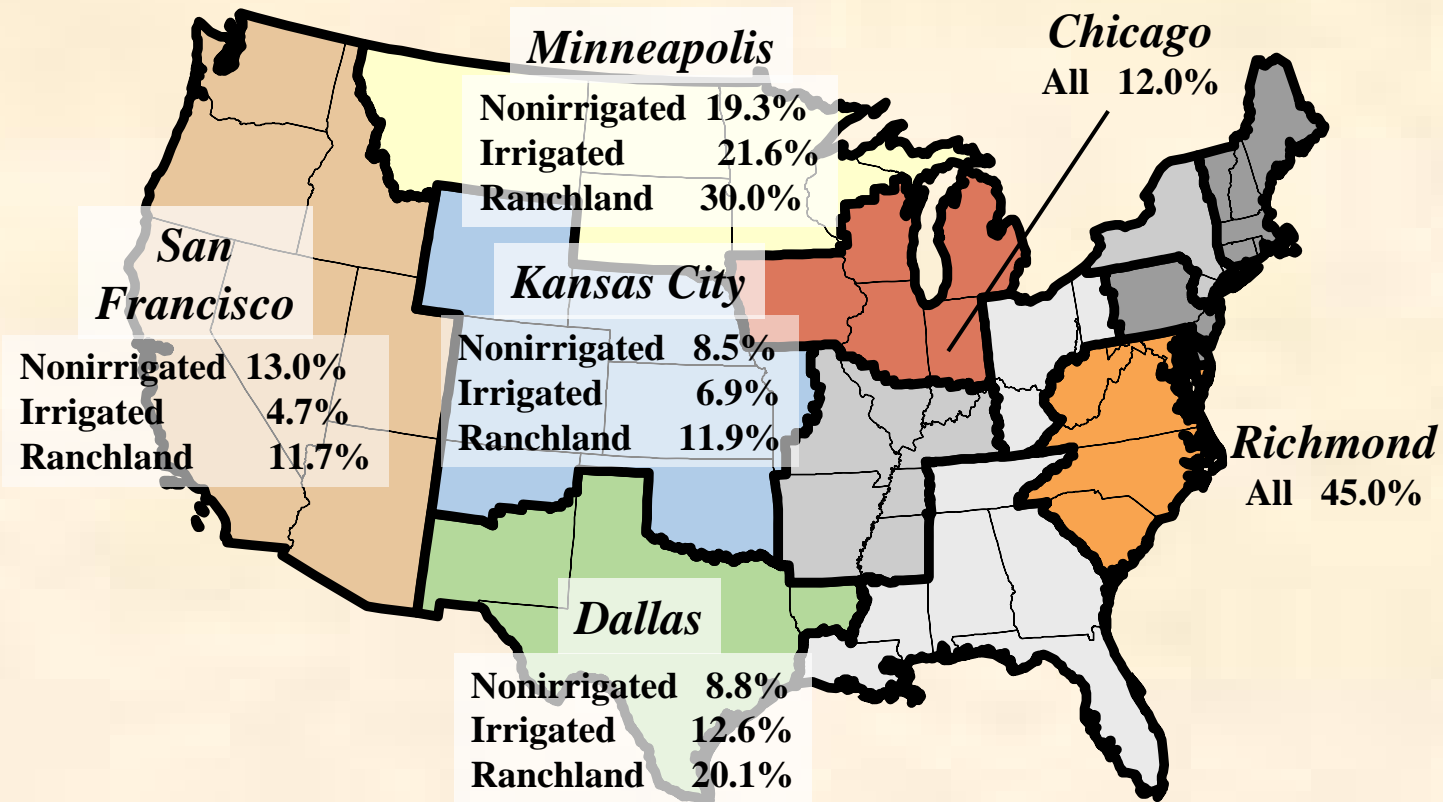 Minneapolis
Nonirrigated 19.3%
Irrigated 21.6%
Ranchland 30.0%
Chicago
All 12.0%
San
Francisco
Nonirrigated 13.0%
Irrigated 4.7%
Ranchland 11.7%
Kansas City
Nonirrigated 8.5%
Irrigated 6.9%
Ranchland 11.9%
Richmond
All 45.0%
Dallas
Nonirrigated 8.8%
Irrigated 12.6%
Ranchland 20.1%